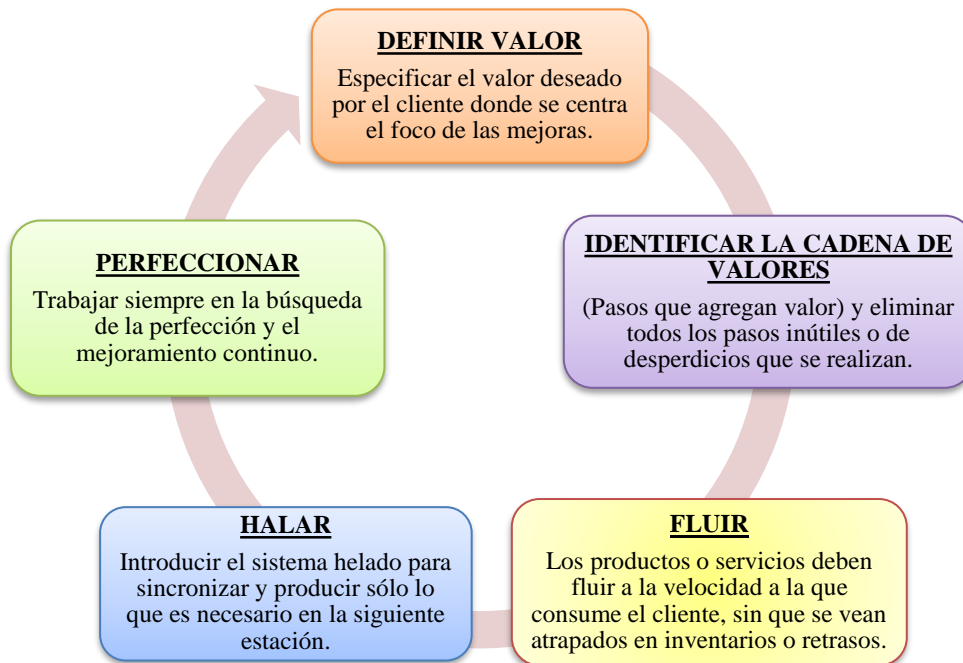 DEFINIR VALOR
Especificar el valor deseado
por el cliente donde se centra
el foco de las mejoras.
IDENTIFICAR LA CADENA DE
VALORES
(Pasos que agregan valor) y eliminar
todos los pasos inútiles o de
desperdicios que se realizan.
FLUIR
Los productos o servicios deben
fluir a la velocidad a la que
consume el cliente, sin que se vean
atrapados en inventarios o retrasos.
HALAR
Introducir el sistema helado para
sincronizar y producir sólo lo
que es necesario en la siguiente
estación.
PERFECCIONAR
Trabajar siempre en la búsqueda
de la perfección y el
mejoramiento continuo.